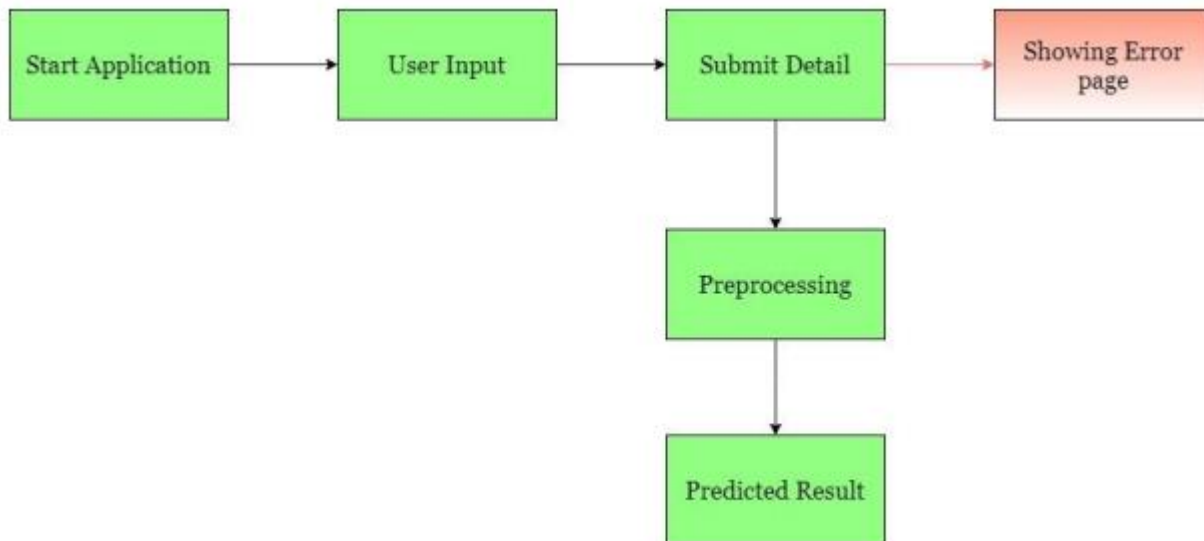 Start Application
User Input
Submit Detail
Showing Error
page
Preprocessing
Predicted Result